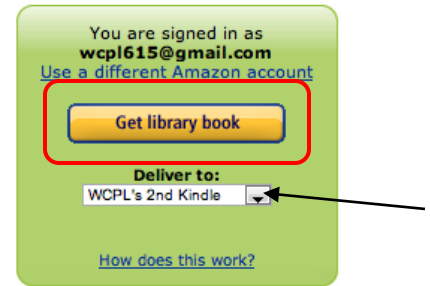 You are signed in as
wcpl615@gmail.com
Use a different Amazon account
Get library book
Deliver to:
WCPL's 2nd Kindle
How does this work?